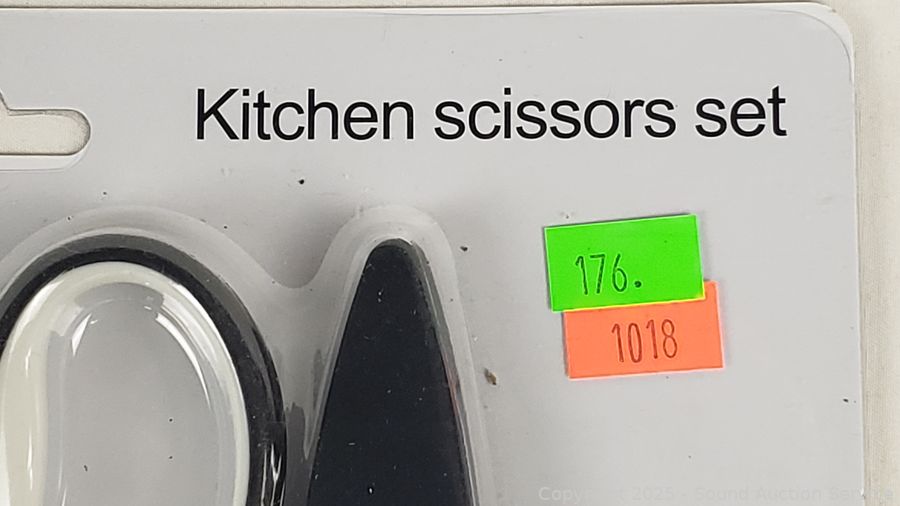 Kitchen scissors set
176.
1018
Copyright 2025 - Sound Auction Service